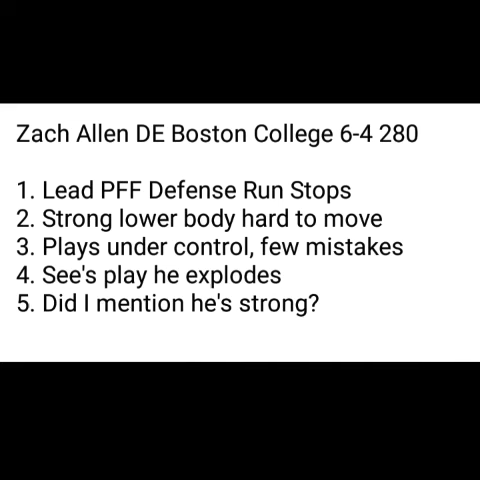 Zach Allen DE Boston College 6-4 280
1. Lead PFF Defense Run Stops
2. Strong lower body hard to move
3. Plays under control, few mistakes
4. See's play he explodes
5. Did I mention he's strong?